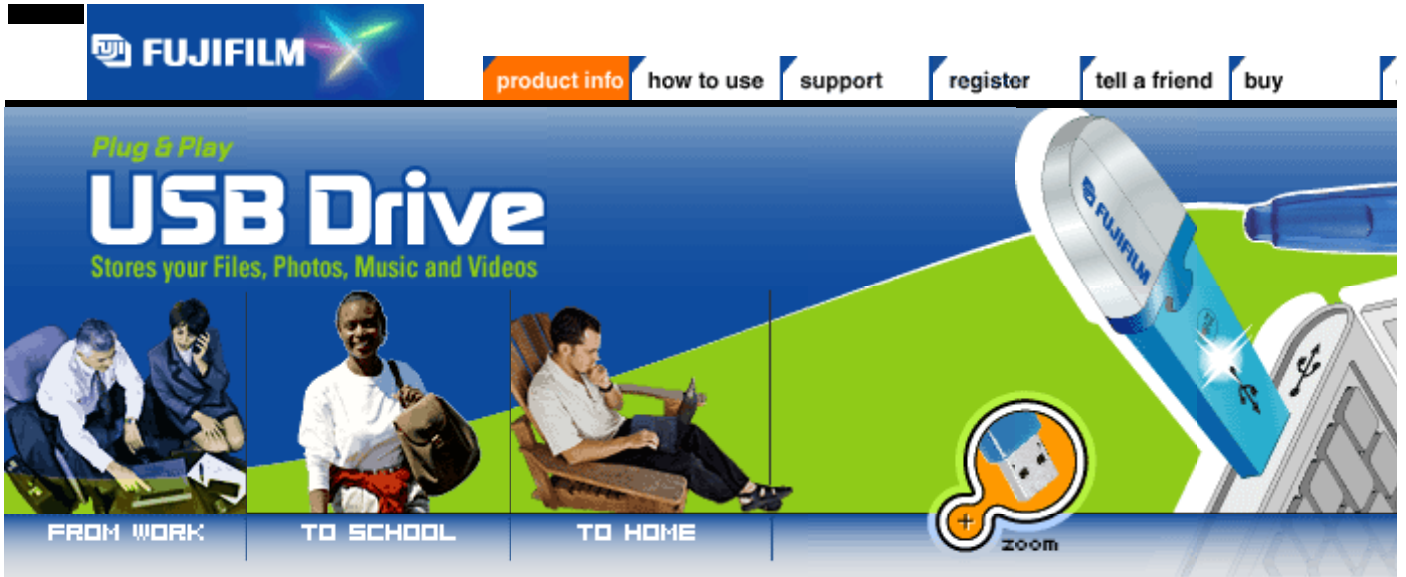 FUJI FUJIFILM
product info how to use support register tell a friend buy
Plug & Play
USB Drive
Stores your Files, Photos, Music and Videos
FUJIFILM
FROM WORK TO SCHOOL TO HOME
zoom